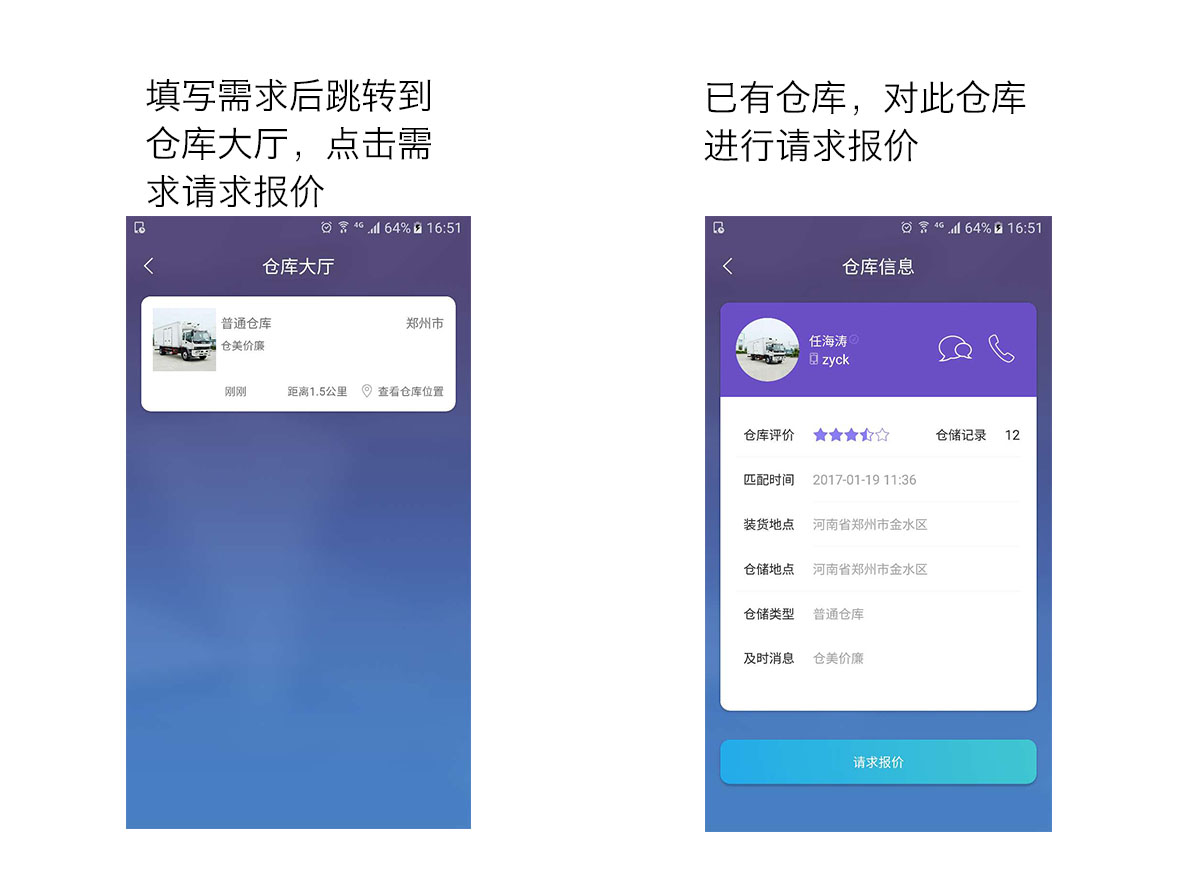 填写需求后跳转到
仓库大厅，点击需
求请求报价
4G 64% 16:51
仓库大厅
普通仓库 郑州市
仓美价廉
刚刚 距离1.5公里 查看仓库位置
已有仓库，对此仓库
进行请求报价
4G 64% 16:51
仓库信息
任海涛
zyck
仓库评价 仓储记录 12
匹配时间 2017-01-19 11:36
装货地点 河南省郑州市金水区
仓储地点 河南省郑州市金水区
仓储类型 普通仓库
及时消息 仓美价廉
请求报价